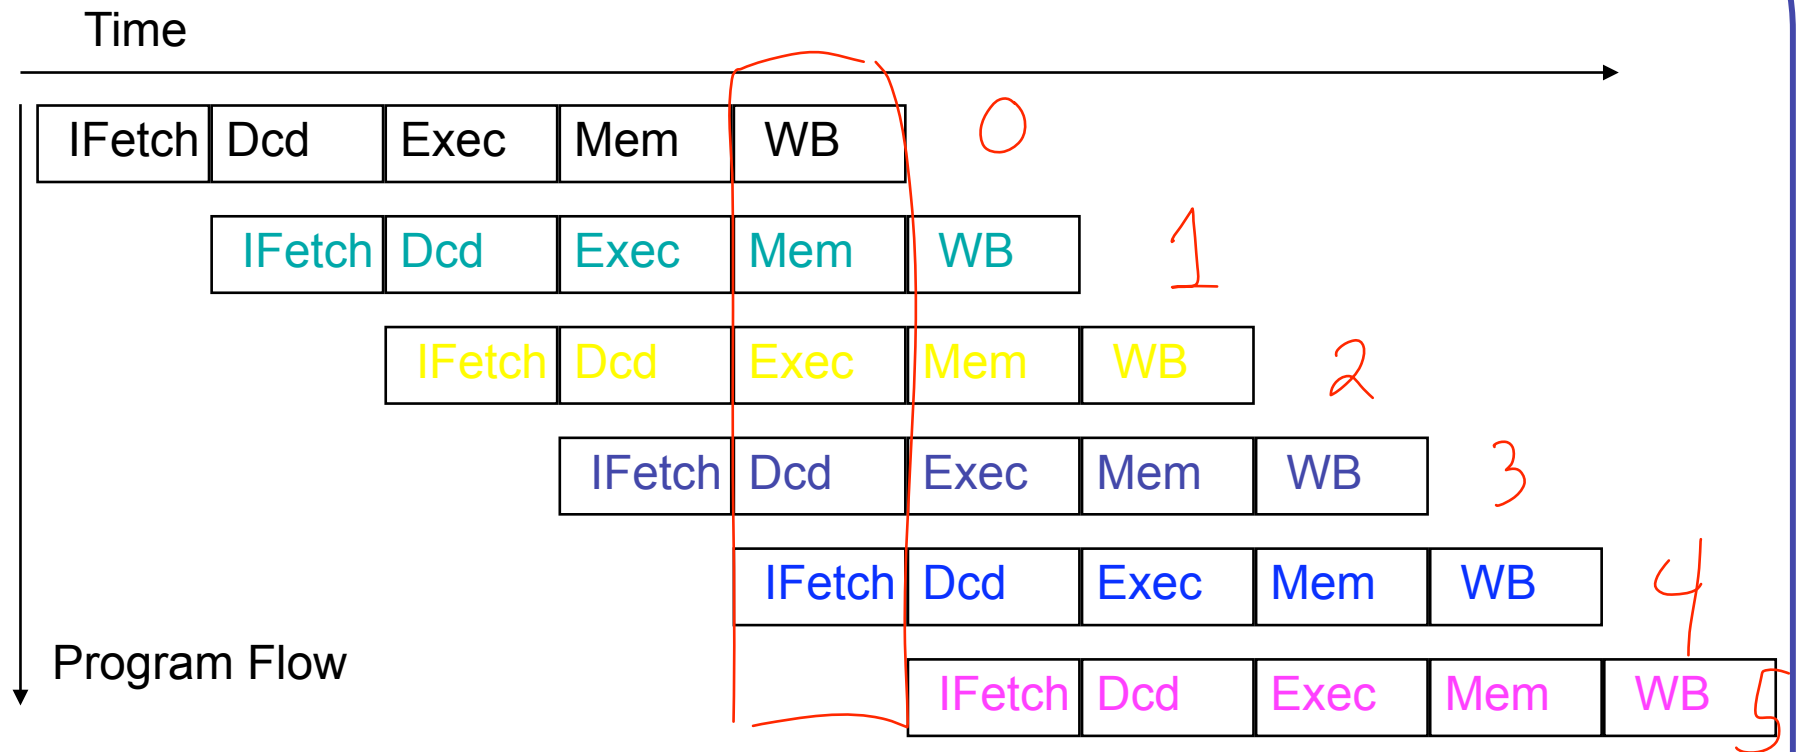 Time
IFetch Dcd Exec Mem WB 0
IFetch Dcd Exec Mem WB 1
IFetch Dcd Exec Mem WB 2
IFetch Dcd Exec Mem WB 3
IFetch Dcd Exec Mem WB 4
Program Flow
IFetch Dcd Exec Mem WB 5